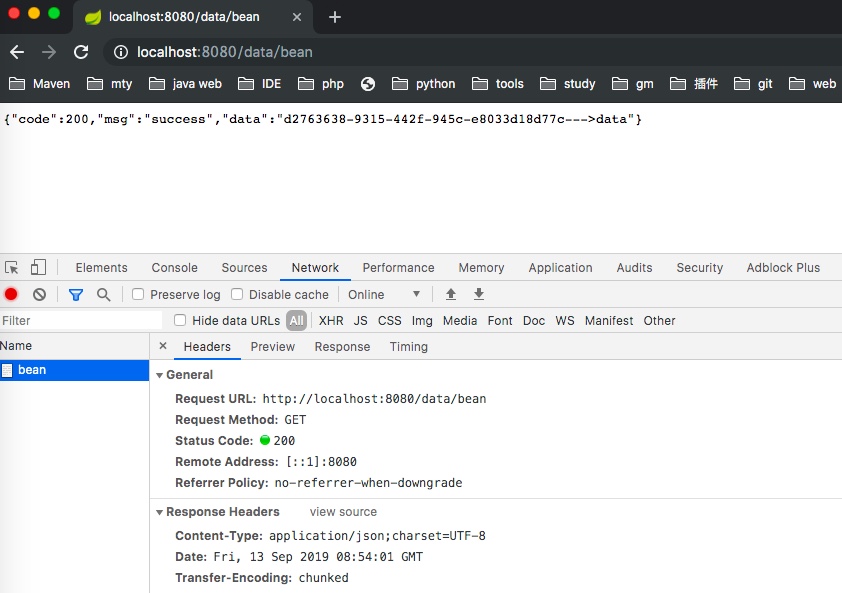 localhost:8080/data/bean
localhost:8080/data/bean
Maven mty java web IDE php python tools study gm 插件 git web
{"code":200,"msg":"success","data":"d2763638-9315-442f-945c-e8033d18d77c--->data"}
Elements Console Sources Network Performance Memory Application Audits Security Adblock Plus
Preserve log Disable cache Online
Filter Hide data URLs All XHR JS CSS Img Media Font Doc WS Manifest Other
Name × Headers Preview Response Timing
bean
General
Request URL: http://localhost:8080/data/bean
Request Method: GET
Status Code: 200
Remote Address: [::1]:8080
Referrer Policy: no-referrer-when-downgrade
Response Headers view source
Content-Type: application/json;charset=UTF-8
Date: Fri, 13 Sep 2019 08:54:01 GMT
Transfer-Encoding: chunked